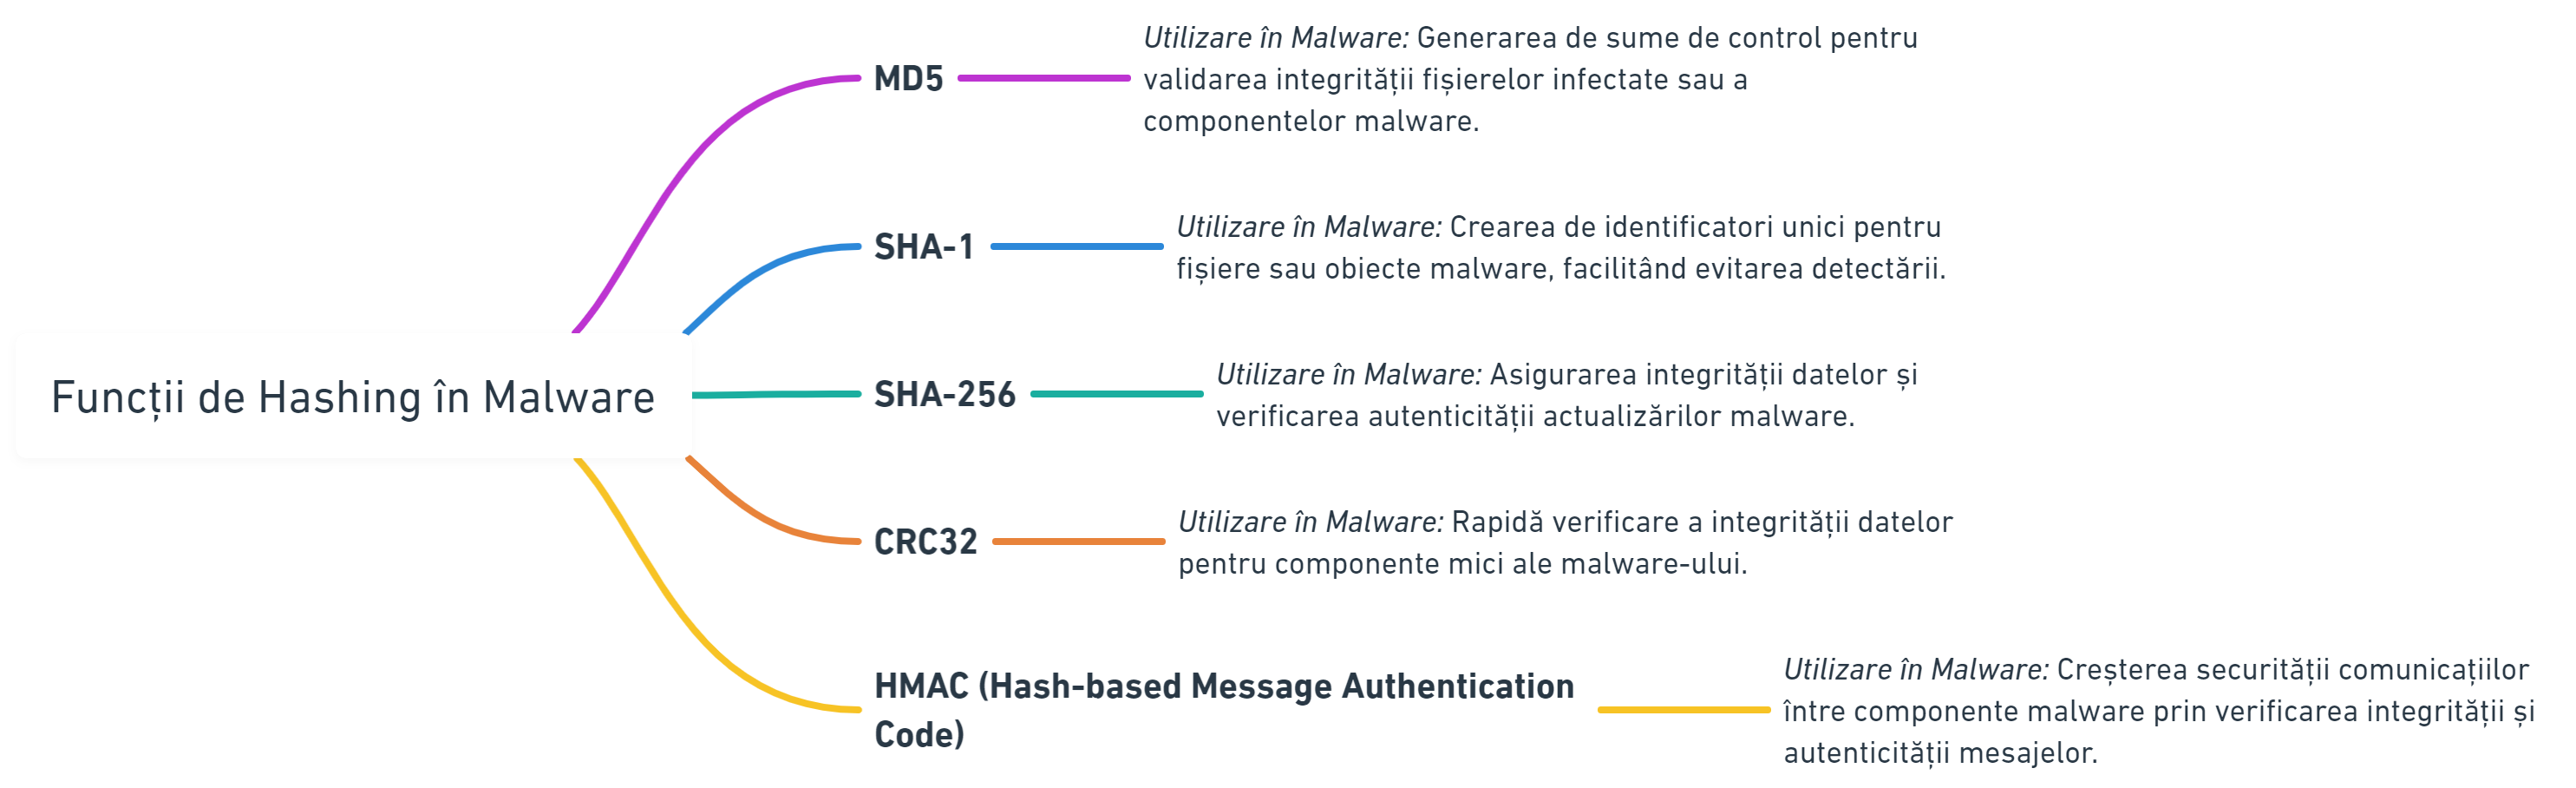 Funcții de Hashing în Malware
MD5
Utilizare în Malware: Generarea de sume de control pentru
validarea integrității fișierelor infectate sau a
componentelor malware.
SHA-1
Utilizare în Malware: Crearea de identificatori unici pentru
fișiere sau obiecte malware, facilitând evitarea detectării.
SHA-256
Utilizare în Malware: Asigurarea integrității datelor și
verificarea autenticității actualizărilor malware.
CRC32
Utilizare în Malware: Rapidă verificare a integrității datelor
pentru componente mici ale malware-ului.
HMAC (Hash-based Message Authentication
Code)
Utilizare în Malware: Creșterea securității comunicațiilor
între componente malware prin verificarea integrității și
autenticității mesajelor.